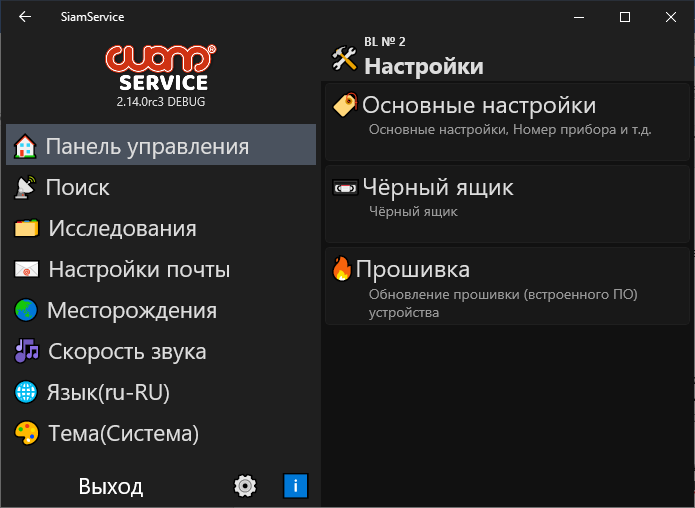 SiamService
сиамп®
SERVICE
2.14.0rc3 DEBUG
Панель управления
Поиск
Исследования
Настройки почты
Месторождения
Скорость звука
Язык(ru-RU)
Тема(Система)
Выход
i
BL № 2
Настройки
Основные настройки
Основные настройки, Номер прибора и т.д.
Чёрный ящик
Чёрный ящик
Прошивка
Обновление прошивки (встроенного ПО)
устройства